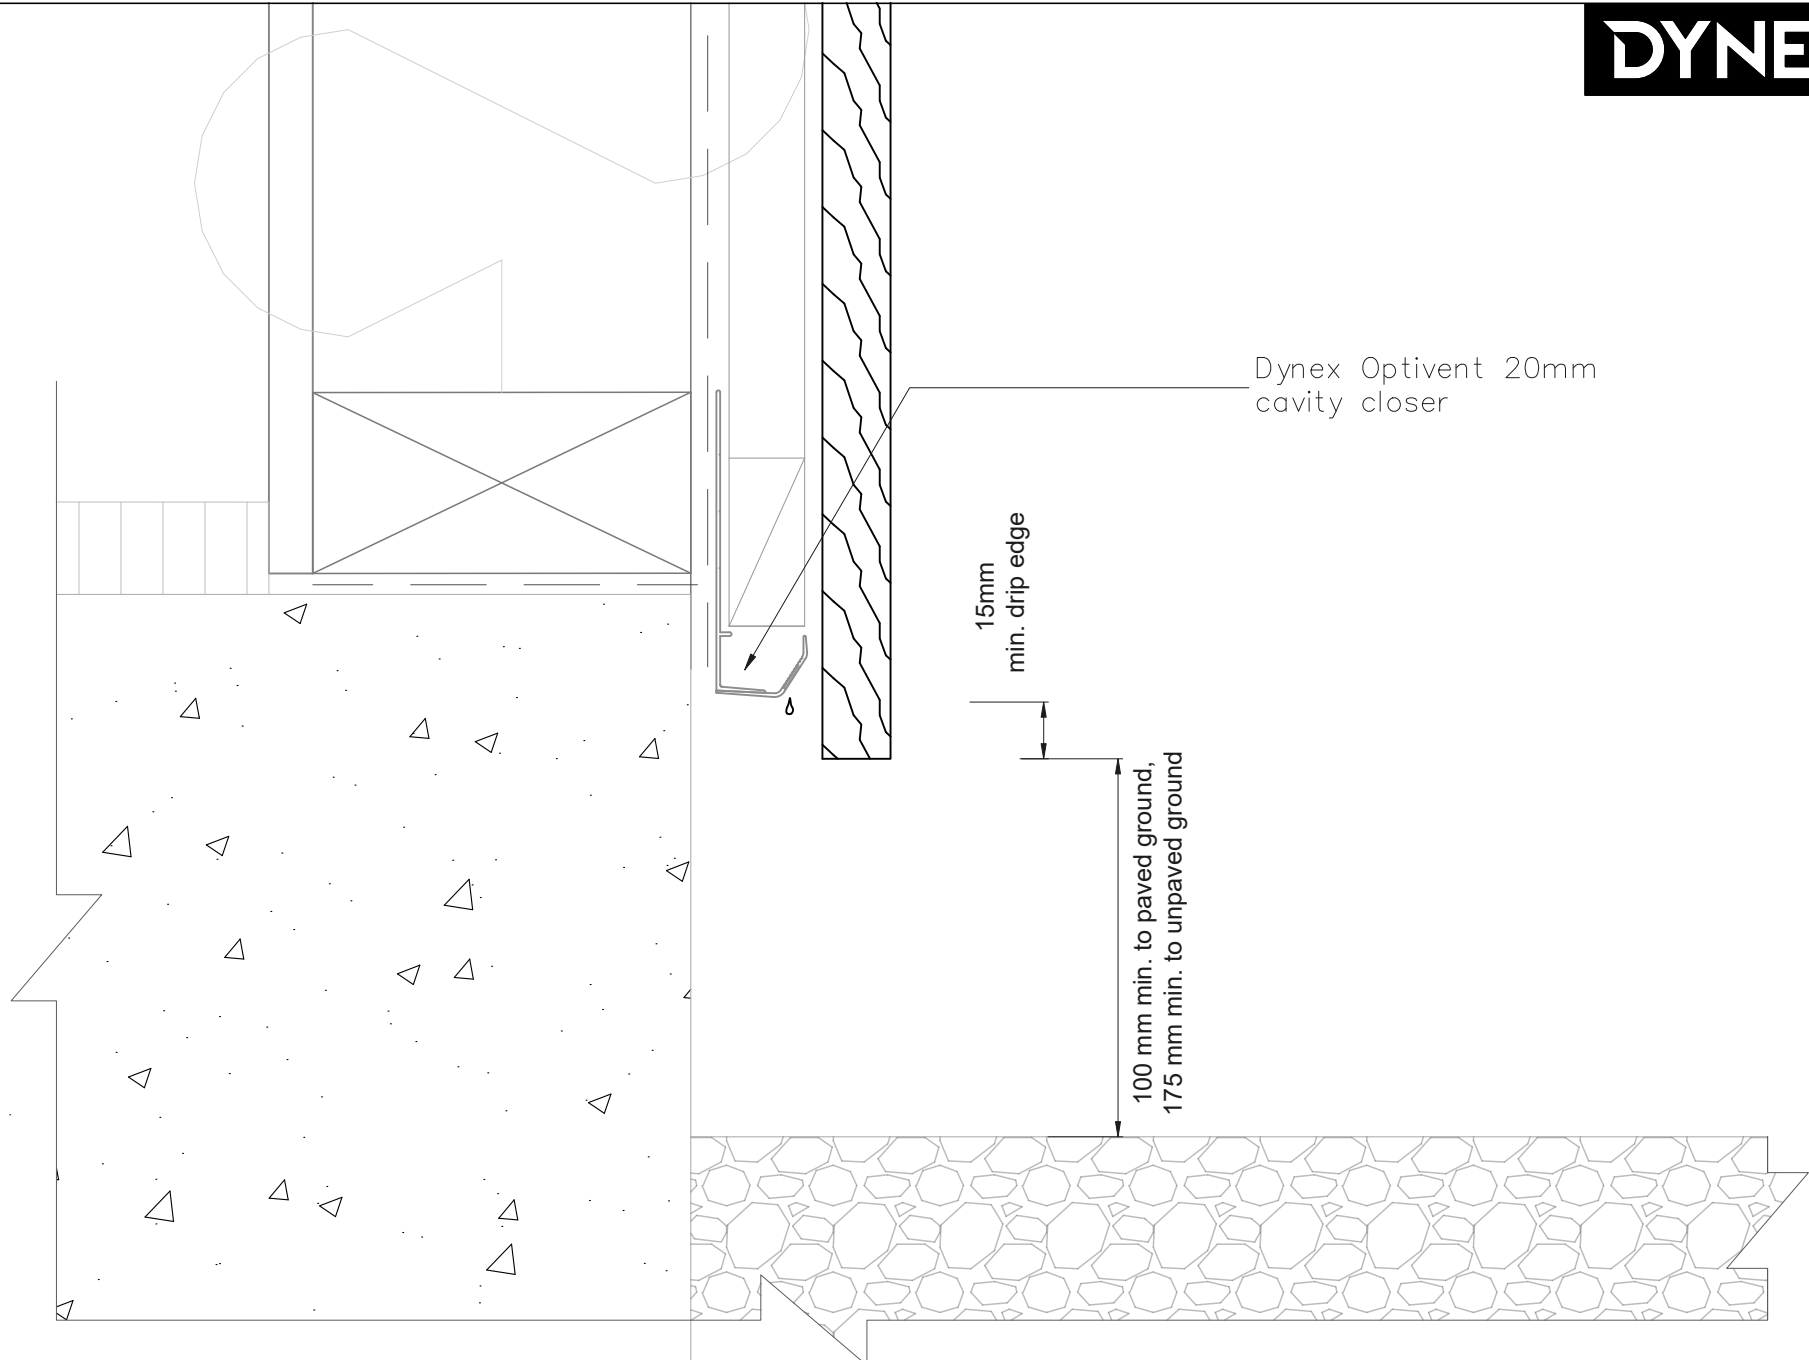 DYNE
Dynex Optivent 20mm
cavity closer
15mm
min. drip edge
100 mm min. to paved ground,
175 mm min. to unpaved ground